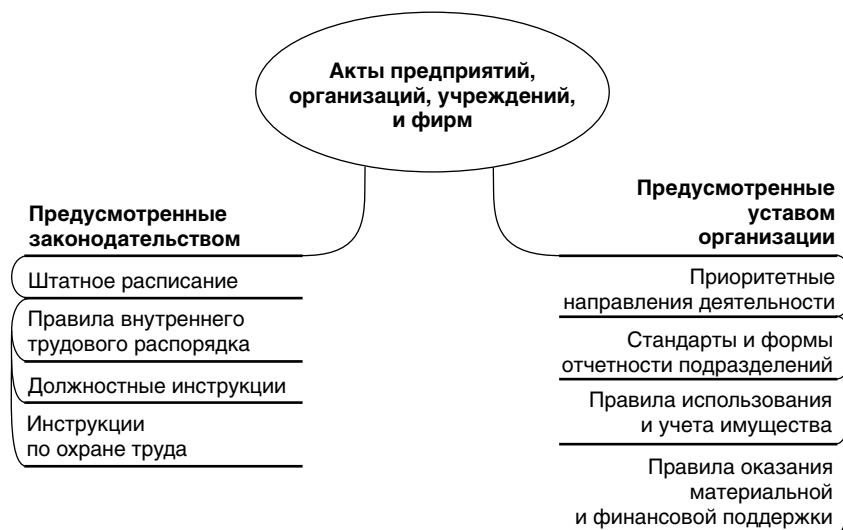 Акты предприятий,
организаций, учреждений,
и фирм
Предусмотренные
законодательством
Штатное расписание
Правила внутреннего
трудового распорядка
Должностные инструкции
Инструкции
по охране труда
Предусмотренные
уставом
организации
Приоритетные
направления деятельности
Стандарты и формы
отчетности подразделений
Правила использования
и учета имущества
Правила оказания
материальной
и финансовой поддержки